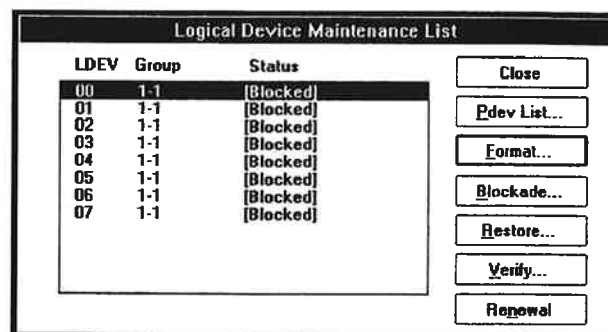 Logical Device Maintenance List
LDEV Group Status
00 1-1 [Blocked]
01 1-1 [Blocked]
02 1-1 [Blocked]
03 1-1 [Blocked]
04 1-1 [Blocked]
05 1-1 [Blocked]
06 1-1 [Blocked]
07 1-1 [Blocked]
Close
Pdev List...
Format...
Blockade...
Restore...
Verify...
Renewal